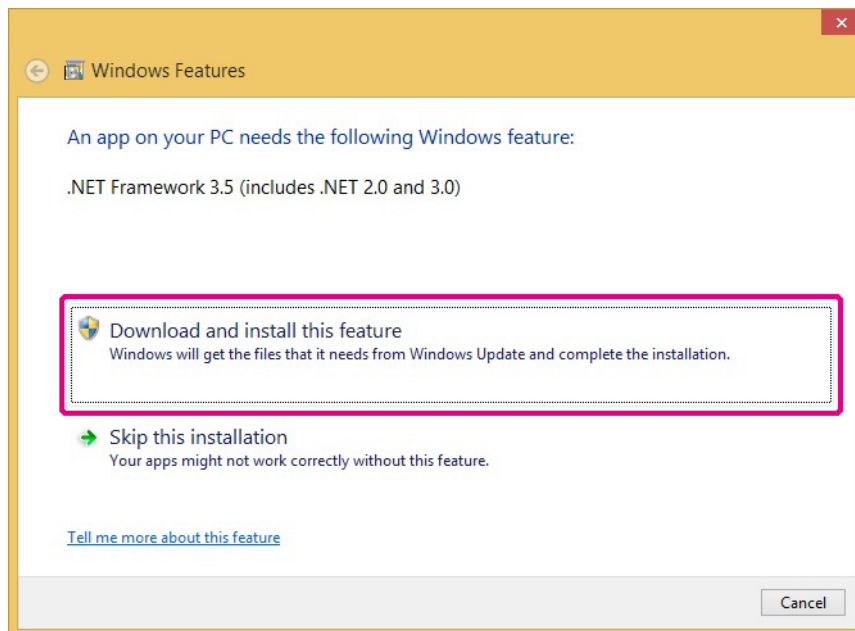 Windows Features
An app on your PC needs the following Windows feature:
.NET Framework 3.5 (includes .NET 2.0 and 3.0)
Download and install this feature
Windows will get the files that it needs from Windows Update and complete the installation.
Skip this installation
Your apps might not work correctly without this feature.
Tell me more about this feature
Cancel